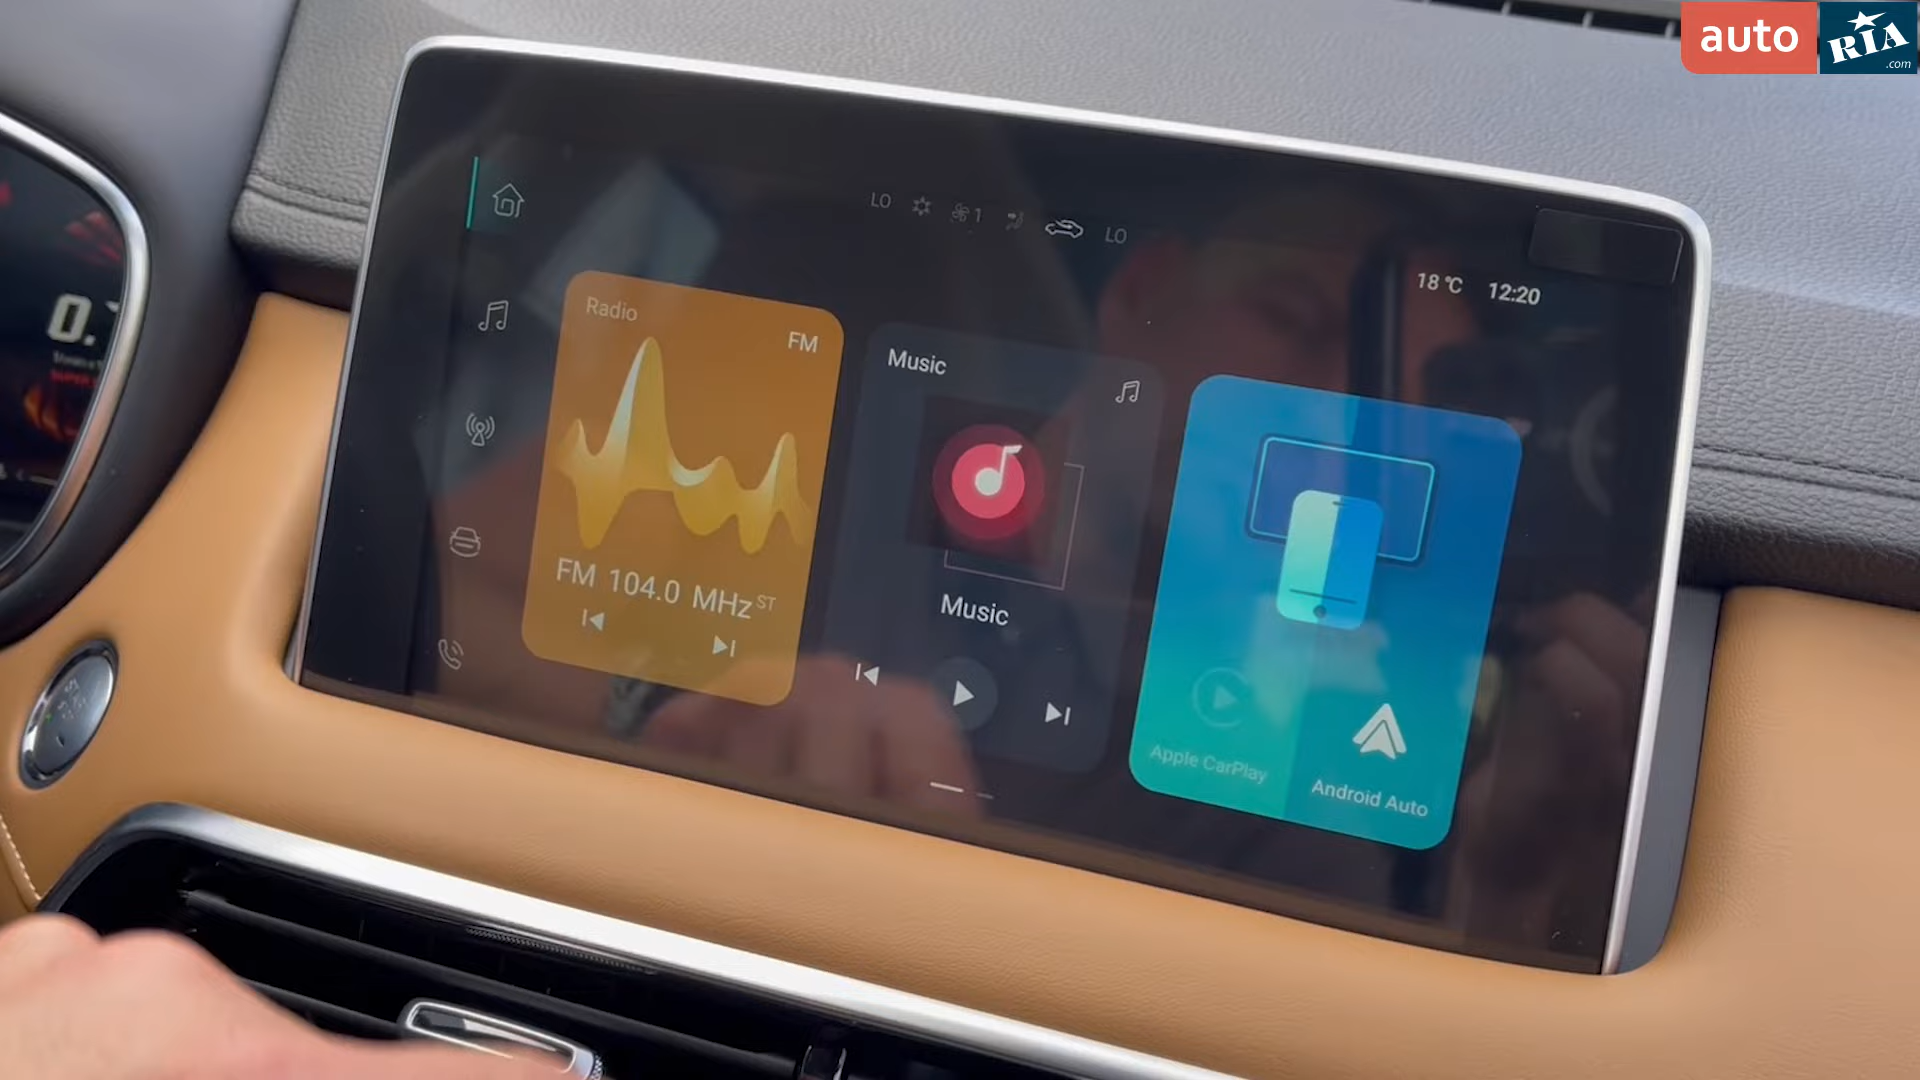 auto
RIA
.com
LO 1 LO
18 °C 12:20
Radio
FM
FM 104.0 MHz ST
Music
Music
Apple CarPlay
Android Auto
0.